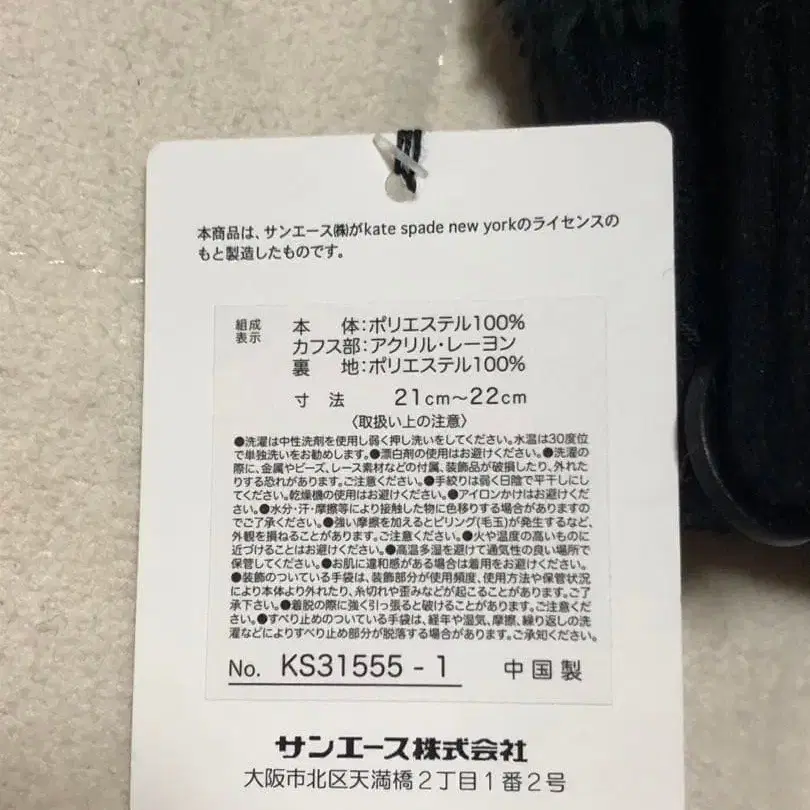 本商品は、サンエース㈱がkate spade new yorkのライセンスの
もと製造したものです。
組成
表示
本　体:ポリエステル100%
カフス部:アクリル・レーヨン
裏　地:ポリエステル100%
寸　法　21cm〜22cm
〈取扱い上の注意〉
●洗濯は中性洗剤を使用し弱く押し洗いをしてください。水温は30度位
で単独洗いをお勧めします。●漂白剤の使用はお避けください。●洗濯
の際に、金属やビーズ、レース素材などの付属、装飾品が破損したり、外れた
りする恐れがあります。ご注意ください。●手絞りは弱く日陰で平干しにし
てください。乾燥機の使用はお避けください。●アイロンかけはお避けくだ
さい。●水分・汗・摩擦等により接触した物に色移りする場合がありますの
でご了承ください。●強い摩擦を加えるとピリング(毛玉)が発生するなど、
外観を損ねることがあります。ご注意ください。●火や温度の高いものに
近づけることはお避けください。●高温多湿を避けて通気性の良い場所で
保管してください。●お肌に違和感がある場合は着用をお避けください。
●装飾のついている手袋は、装飾部分が使用頻度、使用方法や保管状況
により本体より外れたり、糸切れや歪みなどが起こることがあります。ご了
承下さい。●着脱の際に強く引っ張ると破けることがあります。ご注意くださ
い。●すべり止めのついている手袋は、経年や湿気、摩擦、繰り返しの洗
濯などによりすべり止め部分が脱落する場合があります。ご承知ください。
No. KS31555-1　中国製
サンエース株式会社
大阪市北区天満橋2丁目1番2号